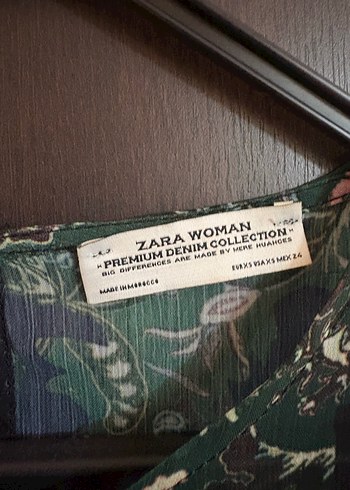 ZARA WOMAN
"PREMIUM DENIM COLLECTION"
BIG DIFFERENCES ARE MADE BY MERE NUANCES
MADE IN MOROCCO
EUR XS USA XS MEX 24